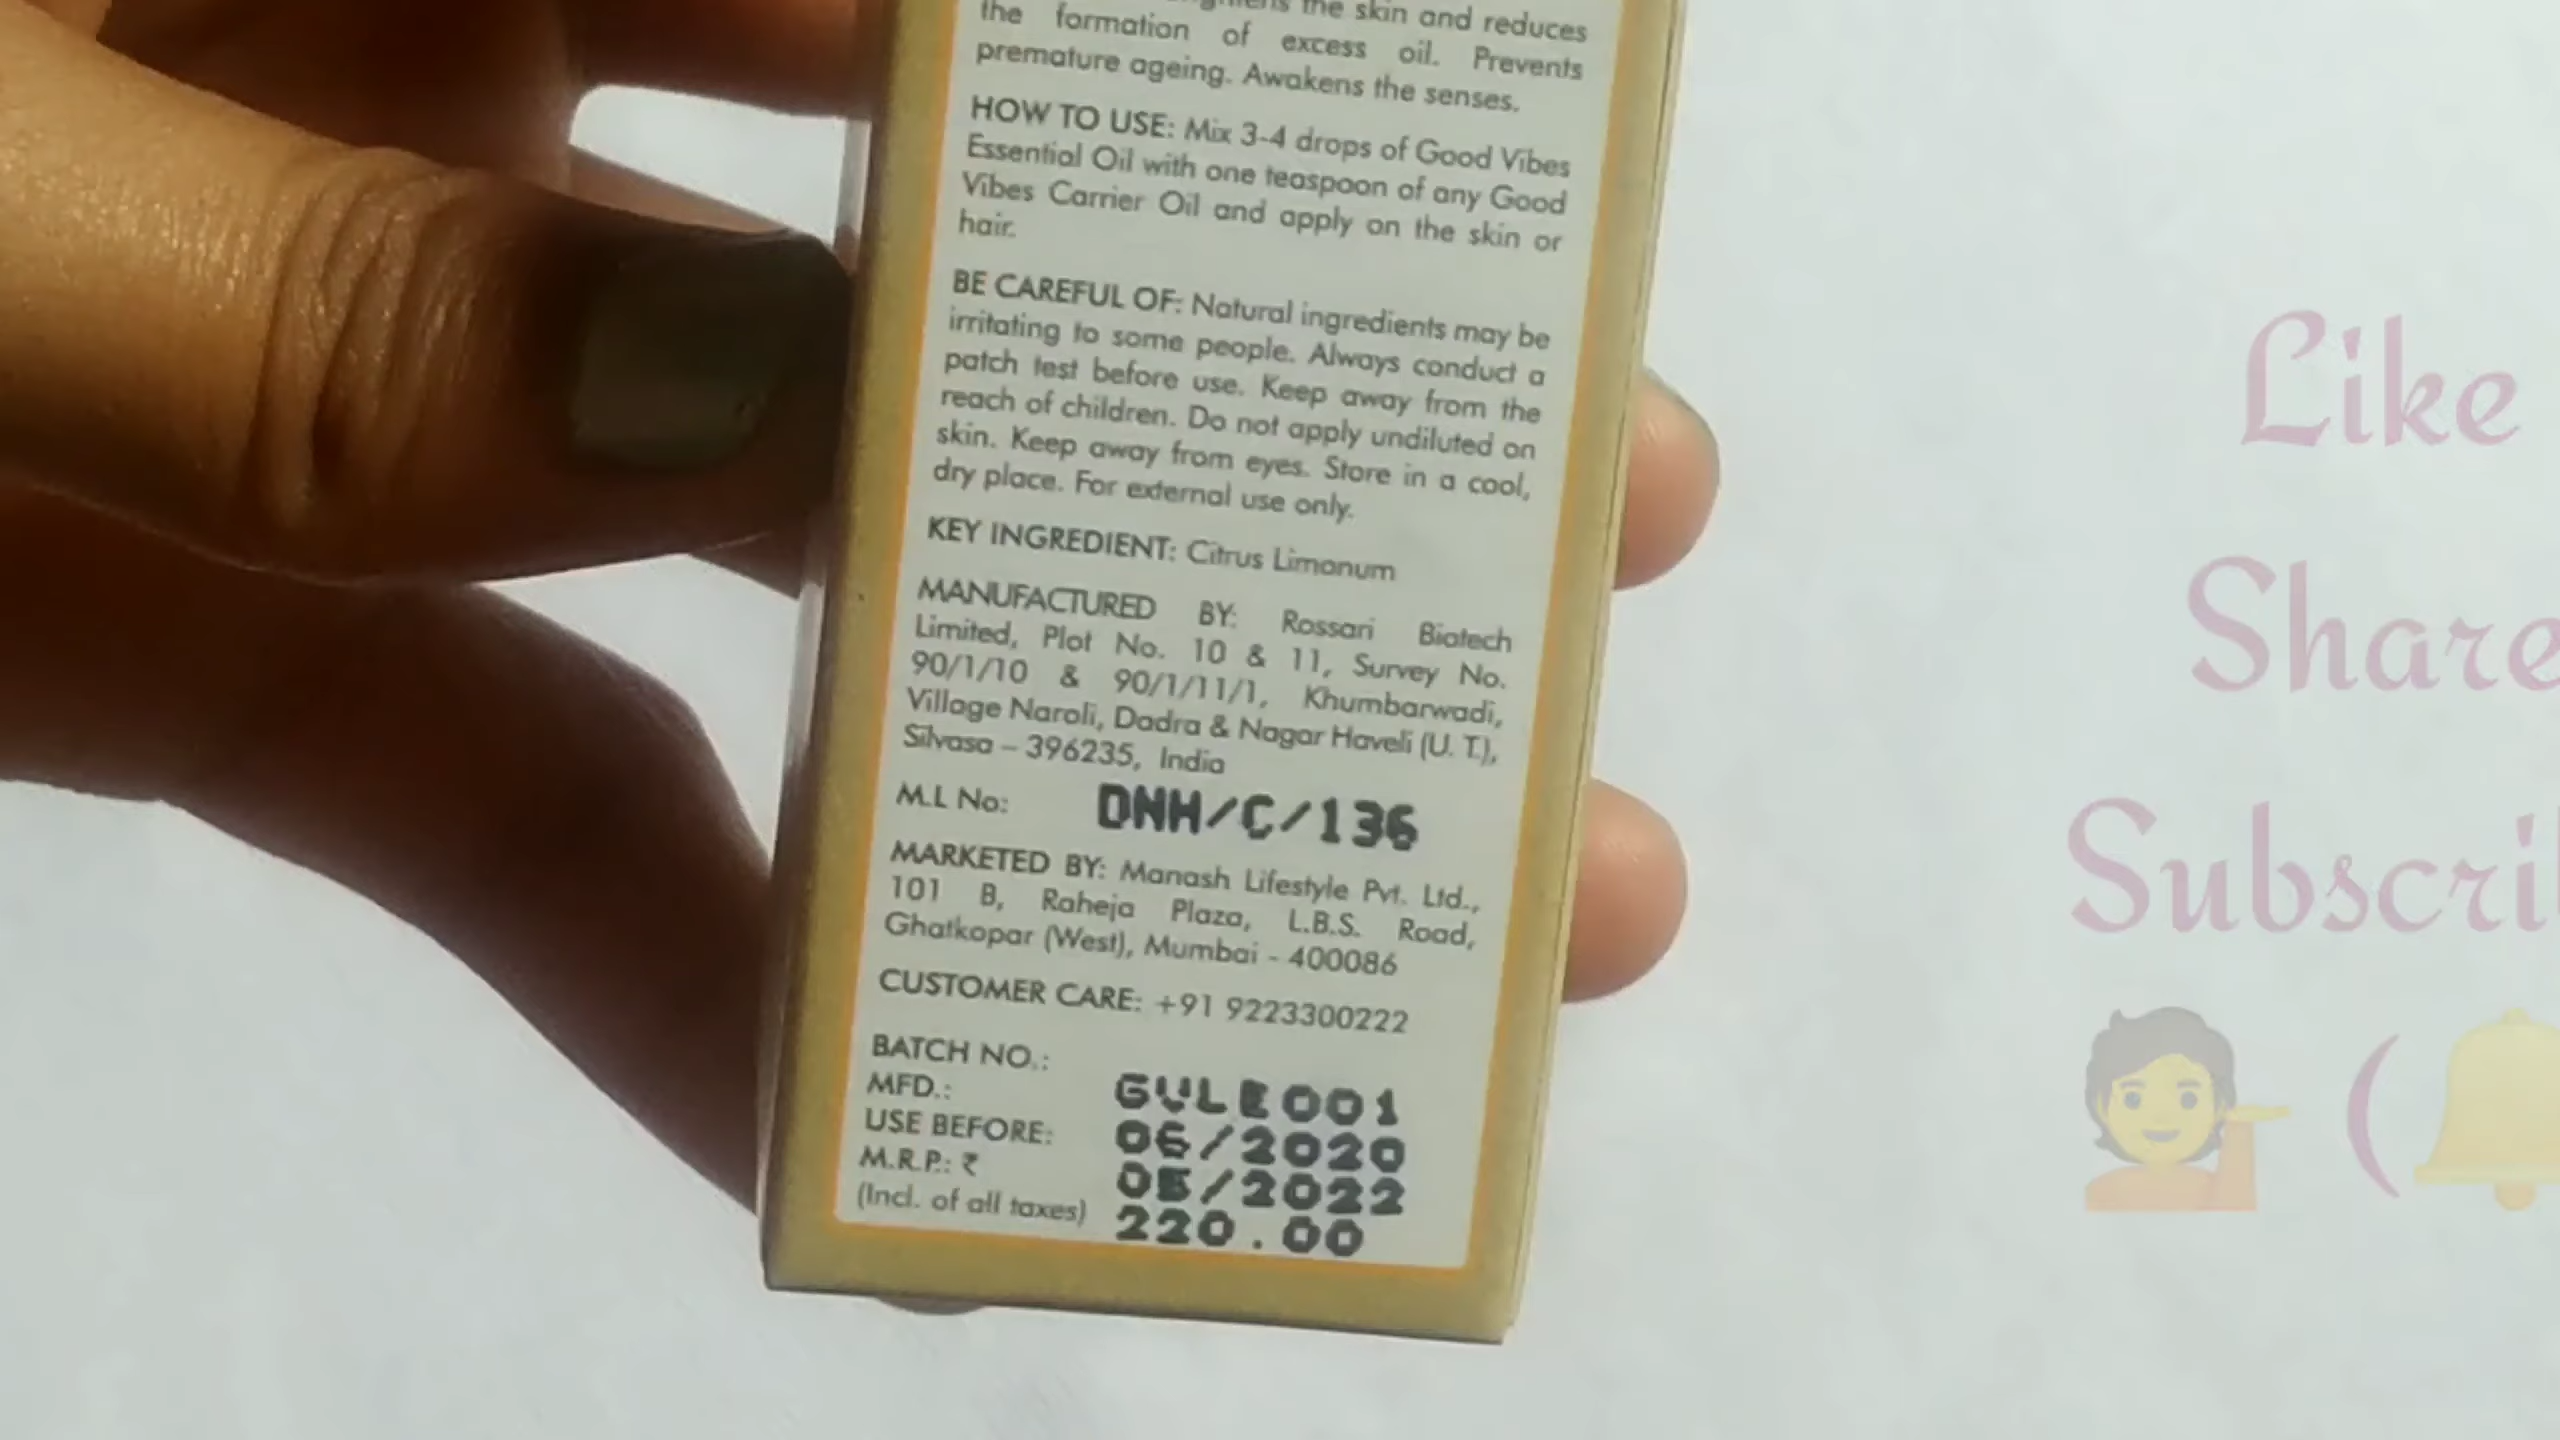 the skin and reduces
the formation of excess oil. Prevents
premature ageing. Awakens the senses.
HOW TO USE: Mix 3-4 drops of Good Vibes
Essential Oil with one teaspoon of any Good
Vibes Carrier Oil and apply on the skin or
hair.
BE CAREFUL OF: Natural ingredients may be
irritating to some people. Always conduct a
patch test before use. Keep away from the
reach of children. Do not apply undiluted on
skin. Keep away from eyes. Store in a cool,
dry place. For external use only.
KEY INGREDIENT: Citrus Limonum
MANUFACTURED BY: Rossari Biotech
Limited, Plot No. 10 & 11, Survey No.
90/1/10 & 90/1/11/1, Khumbarwadi,
Village Naroli, Dadra & Nagar Haveli (U. T.),
Silvasa – 396235, India
M.L No: DNH/C/136
MARKETED BY: Manash Lifestyle Pvt. Ltd.,
101 B, Raheja Plaza, L.B.S. Road,
Ghatkopar (West), Mumbai - 400086
CUSTOMER CARE: +91 9223300222
BATCH NO.: GVLE001
MFD.: 06/2020
USE BEFORE: 05/2022
M.R.P.: ₹ 220.00
(Incl. of all taxes)
Like
Share
Subscri
(